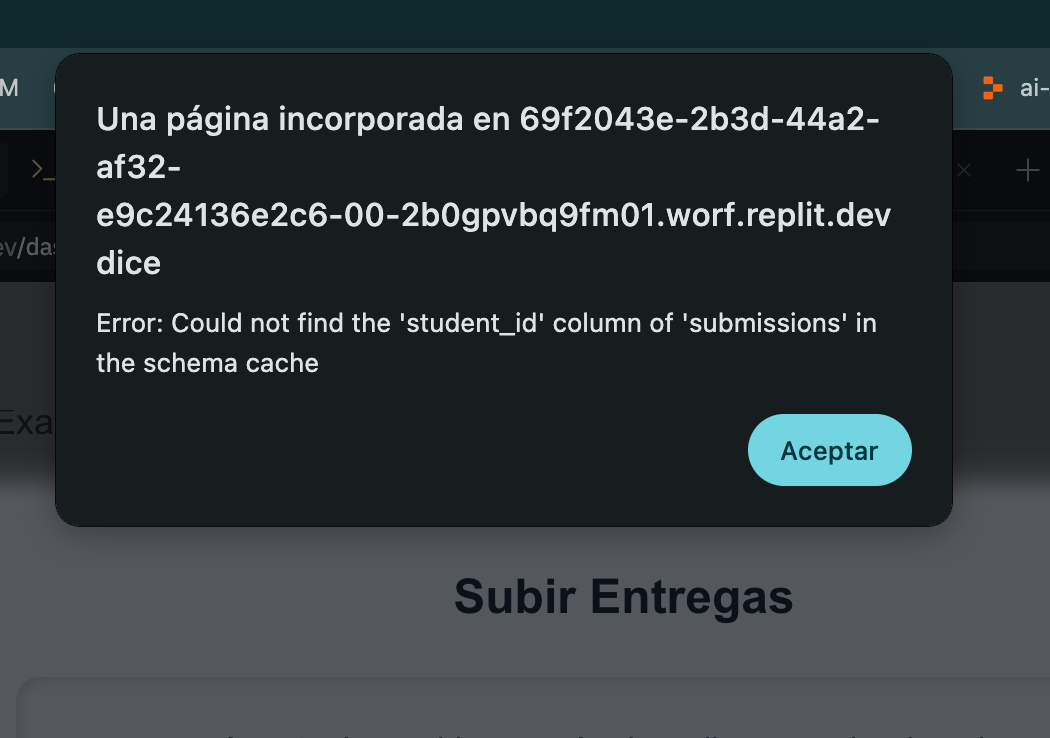 M
ai-
Una página incorporada en 69f2043e-2b3d-44a2-
af32-
e9c24136e2c6-00-2b0gpvbq9fm01.worf.replit.dev
dice
ev/das
Error: Could not find the 'student_id' column of 'submissions' in
the schema cache
Exa
Aceptar
Subir Entregas